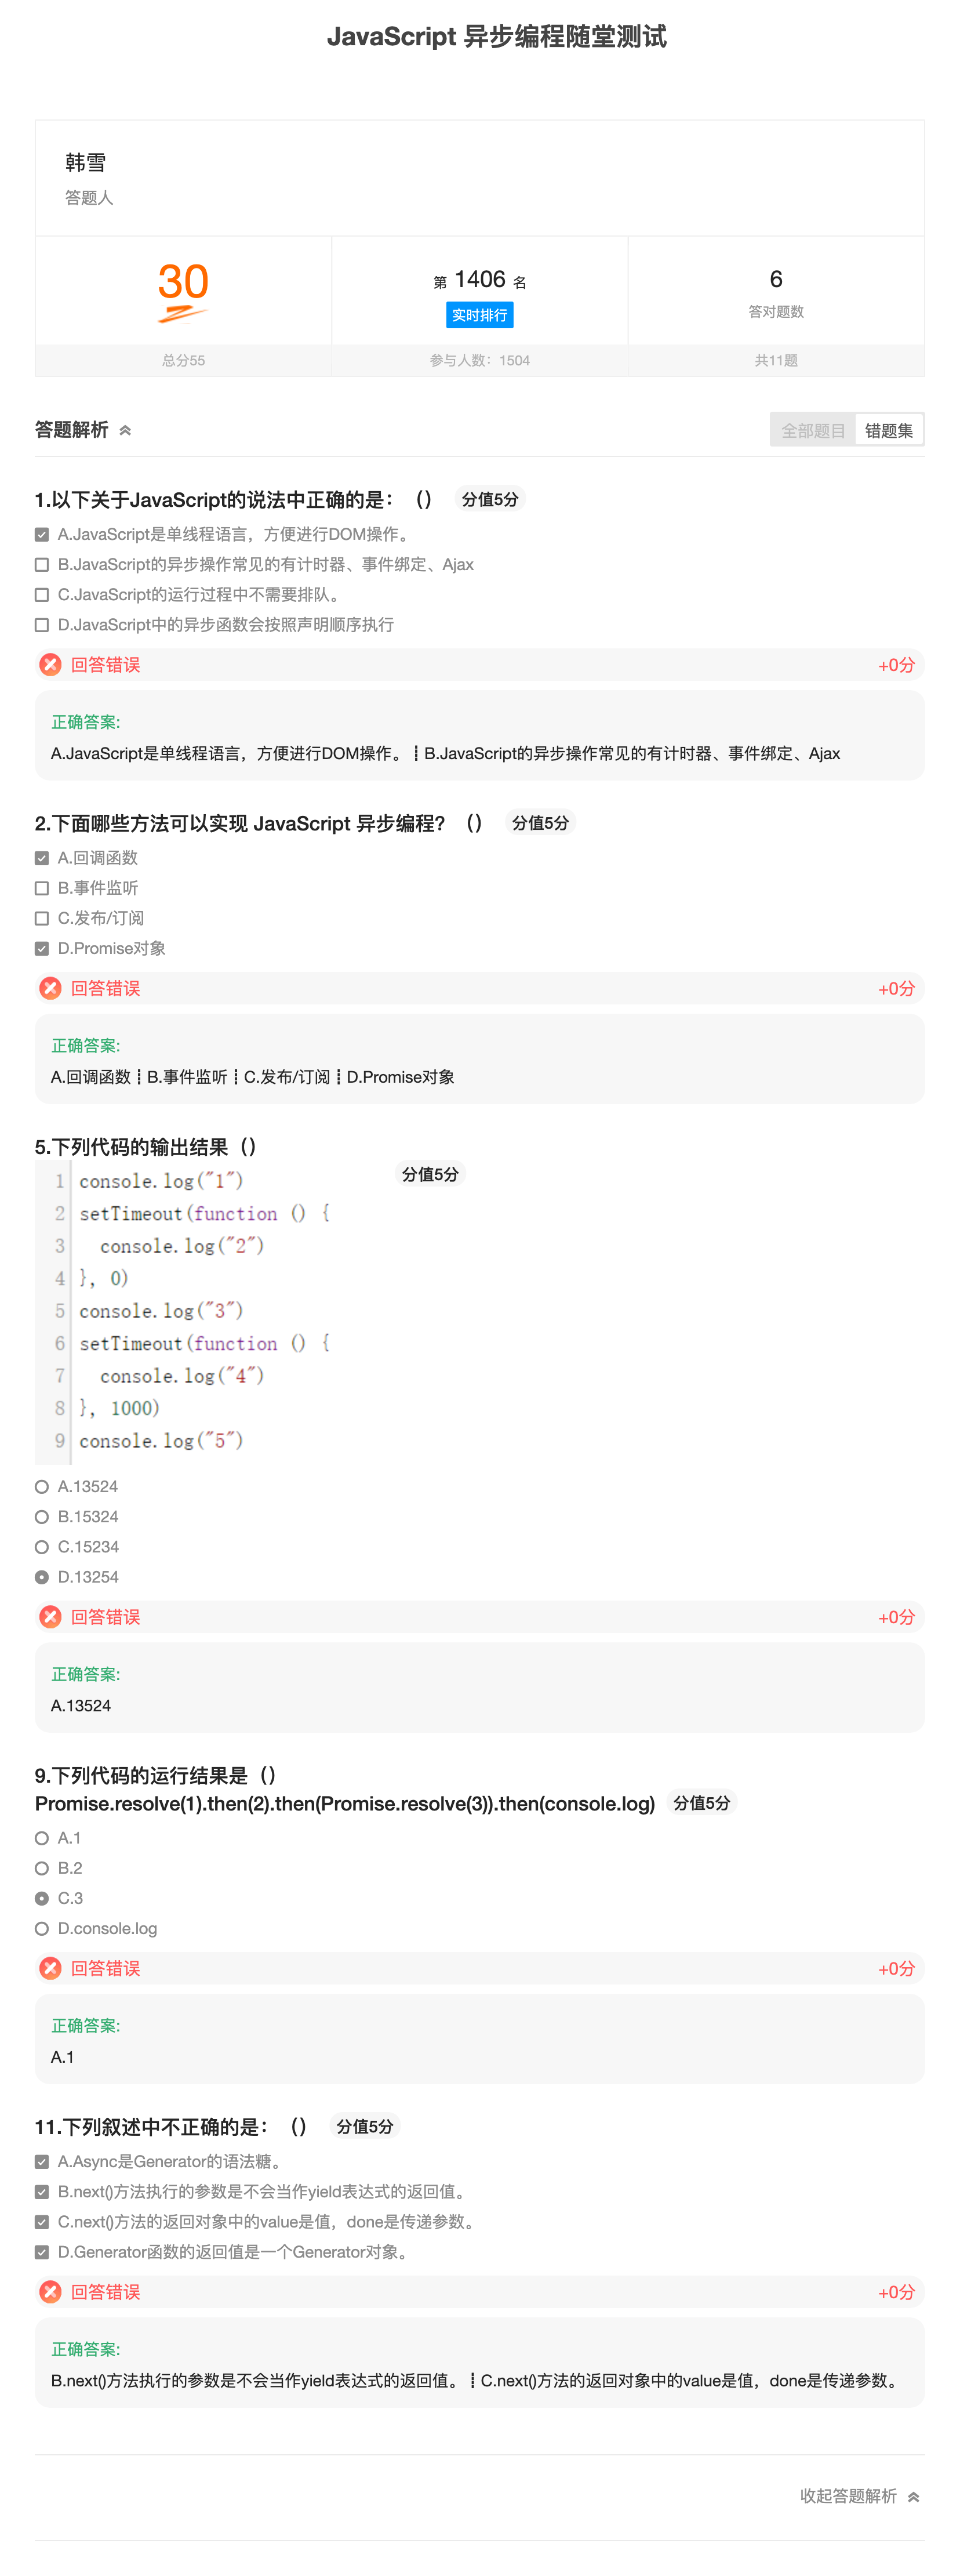 JavaScript 异步编程随堂测试
韩雪
答题人
30
第 1406 名
6
实时排行
答对题数
总分55
参与人数：1504
共11题
答题解析
全部题目 错题集
1.以下关于JavaScript的说法中正确的是：（） 分值5分
A.JavaScript是单线程语言，方便进行DOM操作。
B.JavaScript的异步操作常见的有计时器、事件绑定、Ajax
C.JavaScript的运行过程中不需要排队。
D.JavaScript中的异步函数会按照声明顺序执行
回答错误 +0分
正确答案:
A.JavaScript是单线程语言，方便进行DOM操作。┋B.JavaScript的异步操作常见的有计时器、事件绑定、Ajax
2.下面哪些方法可以实现 JavaScript 异步编程？（） 分值5分
A.回调函数
B.事件监听
C.发布/订阅
D.Promise对象
回答错误 +0分
正确答案:
A.回调函数┋B.事件监听┋C.发布/订阅┋D.Promise对象
5.下列代码的输出结果（）
分值5分
1 console.log("1")
2 setTimeout(function () {
3 console.log("2")
4 }, 0)
5 console.log("3")
6 setTimeout(function () {
7 console.log("4")
8 }, 1000)
9 console.log("5")
A.13524
B.15324
C.15234
D.13254
回答错误 +0分
正确答案:
A.13524
9.下列代码的运行结果是（）
Promise.resolve(1).then(2).then(Promise.resolve(3)).then(console.log) 分值5分
A.1
B.2
C.3
D.console.log
回答错误 +0分
正确答案:
A.1
11.下列叙述中不正确的是：（） 分值5分
A.Async是Generator的语法糖。
B.next()方法执行的参数是不会当作yield表达式的返回值。
C.next()方法的返回对象中的value是值，done是传递参数。
D.Generator函数的返回值是一个Generator对象。
回答错误 +0分
正确答案:
B.next()方法执行的参数是不会当作yield表达式的返回值。┋C.next()方法的返回对象中的value是值，done是传递参数。
收起答题解析